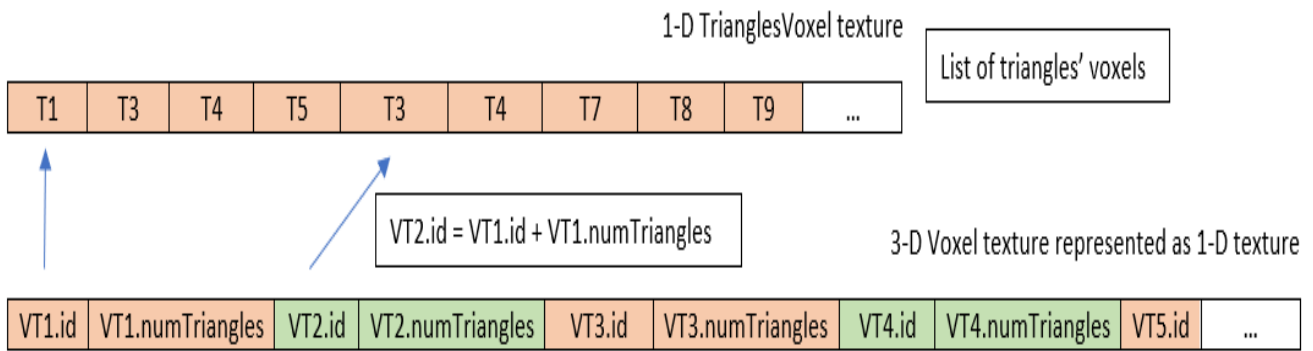 1-D TrianglesVoxel texture
List of triangles' voxels
T1 T3 T4 T5 T3 T4 T7 T8 T9 ...
VT2.id = VT1.id + VT1.numTriangles
3-D Voxel texture represented as 1-D texture
VT1.id VT1.numTriangles VT2.id VT2.numTriangles VT3.id VT3.numTriangles VT4.id VT4.numTriangles VT5.id ...